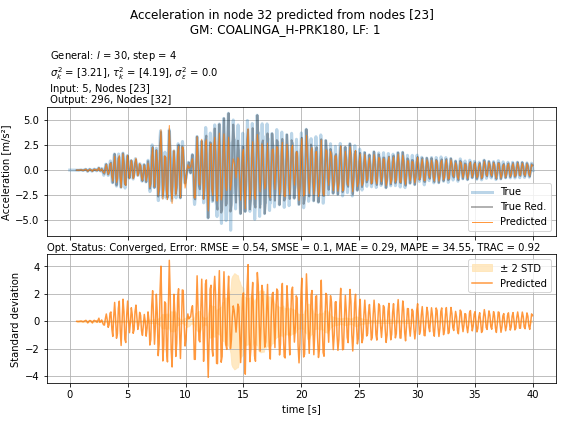 Acceleration in node 32 predicted from nodes [23]
GM: COALINGA_H-PRK180, LF: 1
General: l = 30, step = 4
σ²ₖ = [3.21], τ²ₖ = [4.19], σ²ε = 0.0
Input: 5, Nodes [23]
Output: 296, Nodes [32]
Acceleration [m/s²]
5.0
2.5
0.0
−2.5
−5.0
True
True Red.
Predicted
Opt. Status: Converged, Error: RMSE = 0.54, SMSE = 0.1, MAE = 0.29, MAPE = 34.55, TRAC = 0.92
Standard deviation
4
2
0
−2
−4
± 2 STD
Predicted
0 5 10 15 20 25 30 35 40
time [s]